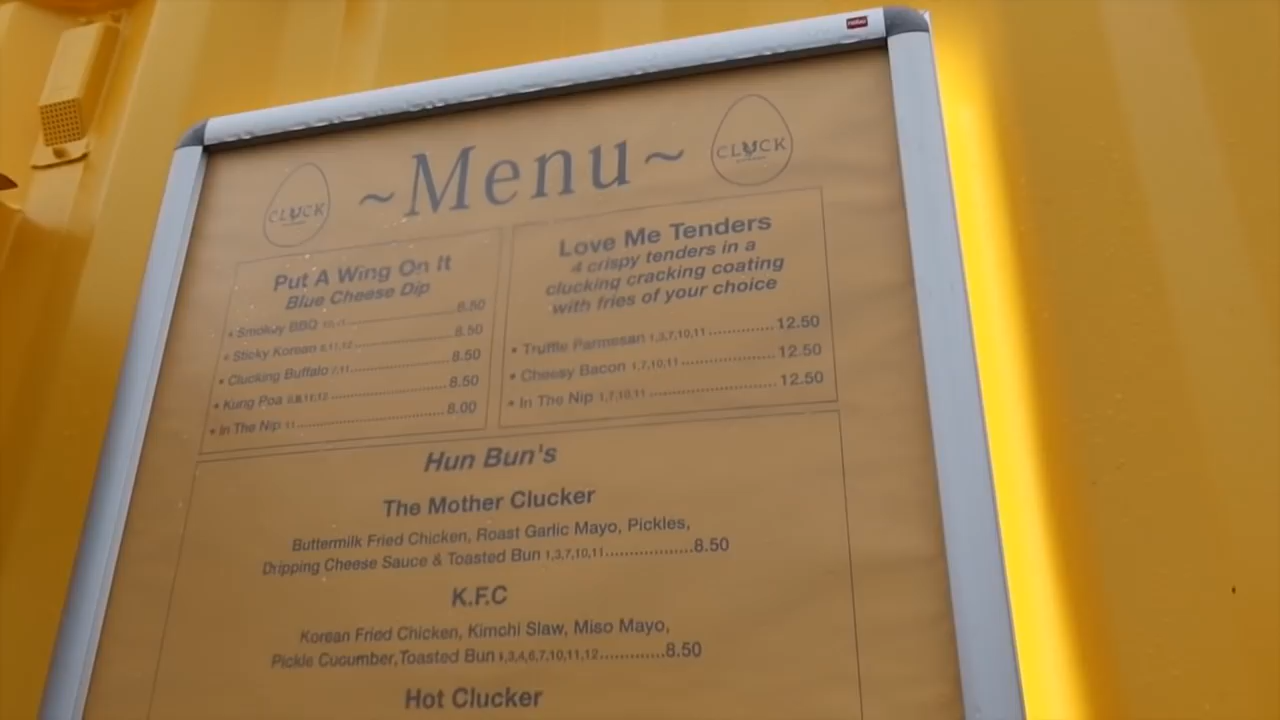 ~Menu~
CLUCK
CLUCK
Put A Wing On It
Blue Cheese Dip
• Smokey BBQ ..... 8.50
• Sticky Korean 6,11,12 ..... 8.50
• Clucking Buffalo 7,11 ..... 8.50
• Kung Poa ..... 8.50
• In The Nip 11 ..... 8.00
Love Me Tenders
4 crispy tenders in a
clucking cracking coating
with fries of your choice
• Truffle Parmesan 1,3,7,10,11 ..... 12.50
• Cheesy Bacon 1,7,10,11 ..... 12.50
• In The Nip 1,7,10,11 ..... 12.50
Hun Bun's
The Mother Clucker
Buttermilk Fried Chicken, Roast Garlic Mayo, Pickles,
Dripping Cheese Sauce & Toasted Bun 1,3,7,10,11 ..... 8.50
K.F.C
Korean Fried Chicken, Kimchi Slaw, Miso Mayo,
Pickle Cucumber,Toasted Bun 1,3,4,6,7,10,11,12 ..... 8.50
Hot Clucker